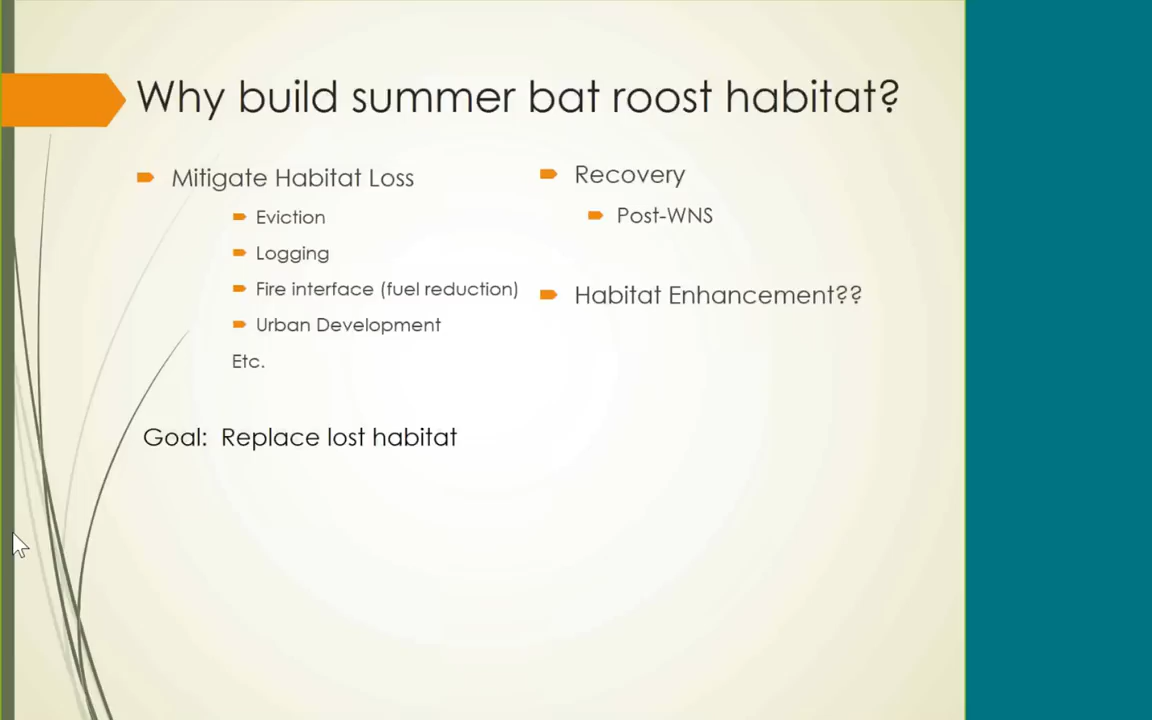 Why build summer bat roost habitat?
Mitigate Habitat Loss
Eviction
Logging
Fire interface (fuel reduction)
Urban Development
Etc.
Goal:  Replace lost habitat
Recovery
Post-WNS
Habitat Enhancement??